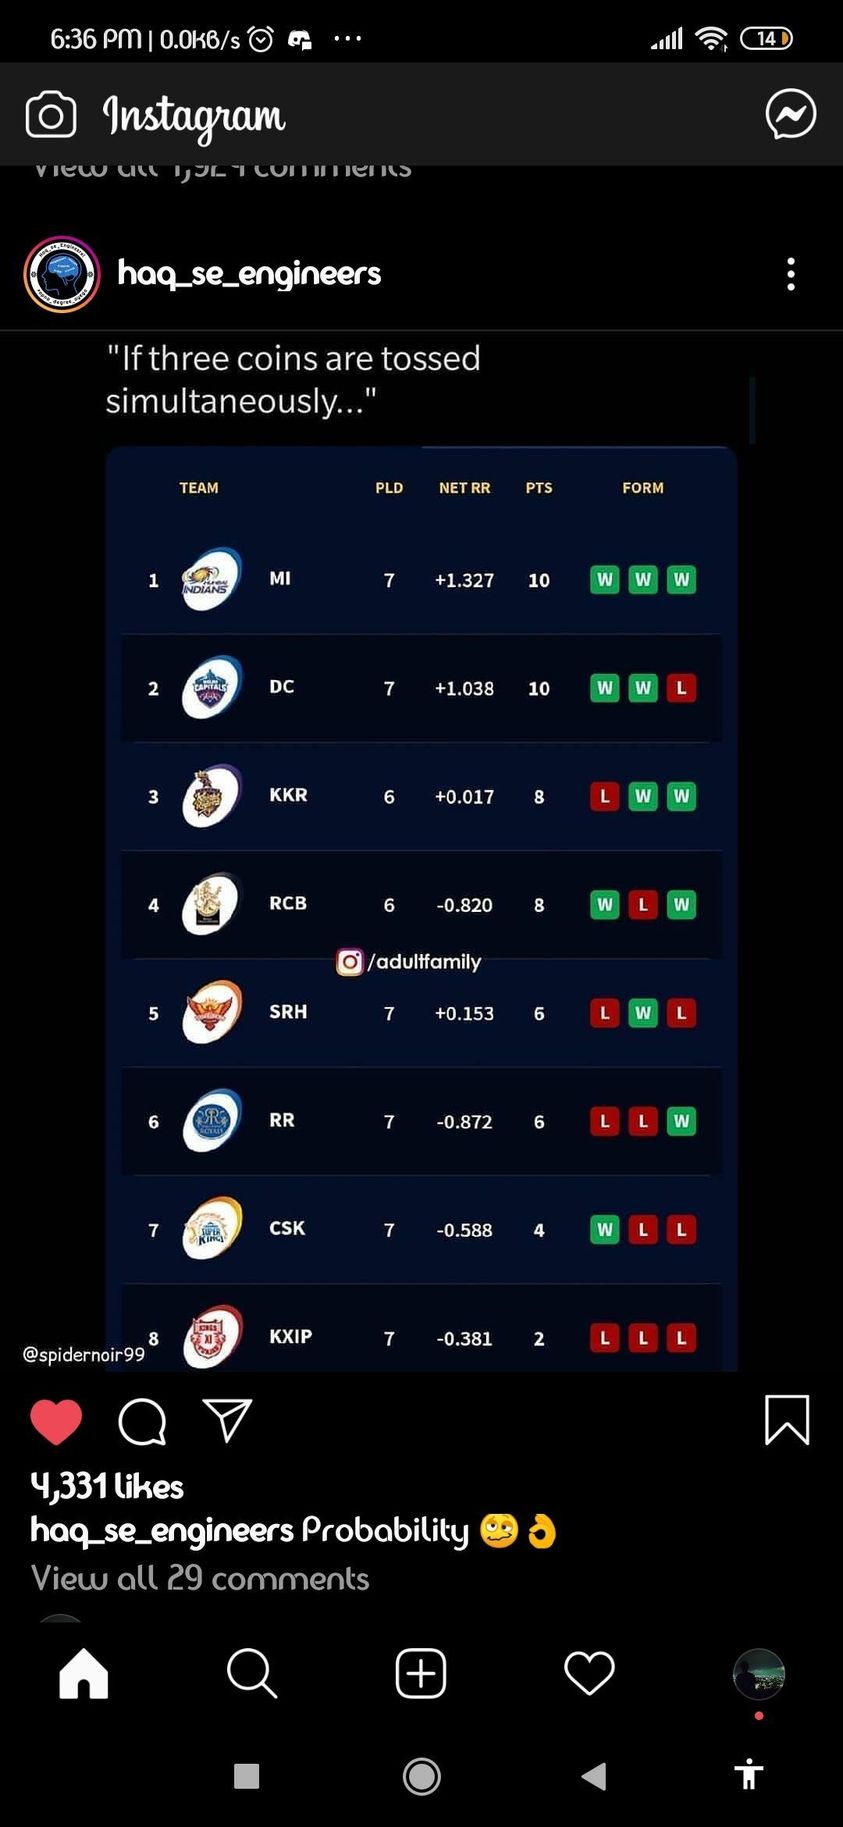 6:36 PM | 0.0KB/s ...
14
Instagram
View all 1,924 comments
haq_se_engineers
"If three coins are tossed
simultaneously..."
TEAM PLD NET RR PTS FORM
1 MI 7 +1.327 10 W W W
2 DC 7 +1.038 10 W W L
3 KKR 6 +0.017 8 L W W
4 RCB 6 -0.820 8 W L W
/adultfamily
5 SRH 7 +0.153 6 L W L
6 RR 7 -0.872 6 L L W
7 CSK 7 -0.588 4 W L L
8 KXIP 7 -0.381 2 L L L
@spidernoir99
4,331 likes
haq_se_engineers Probability 🥴👌
View all 29 comments